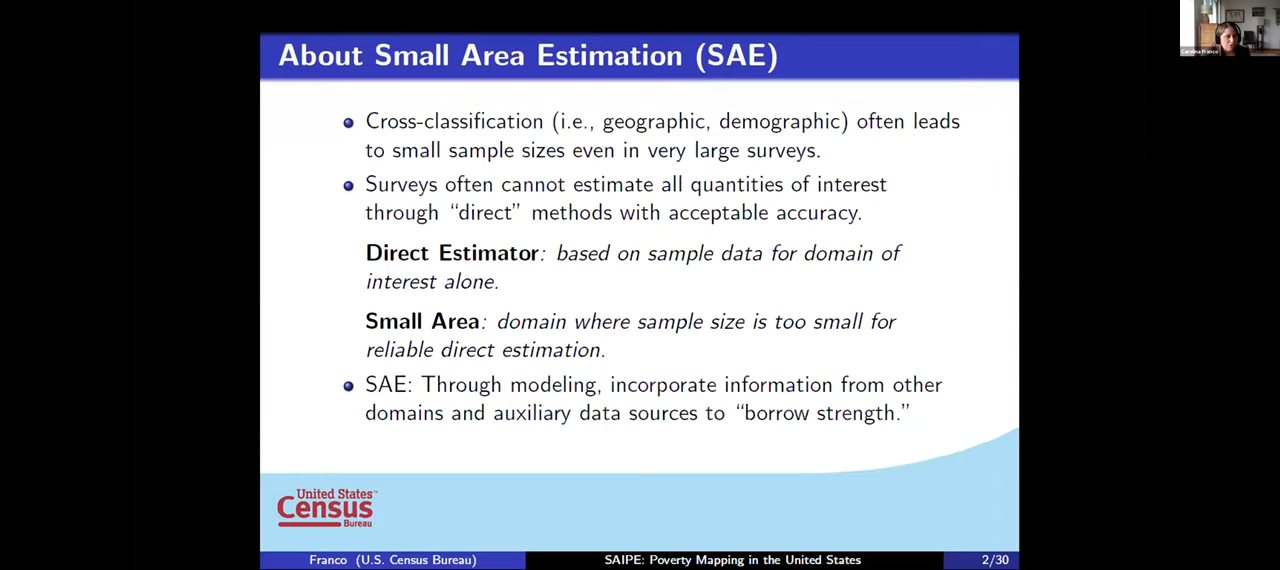 About Small Area Estimation (SAE)
Carolina Franco
Cross-classification (i.e., geographic, demographic) often leads
to small sample sizes even in very large surveys.
Surveys often cannot estimate all quantities of interest
through “direct” methods with acceptable accuracy.
Direct Estimator: based on sample data for domain of
interest alone.
Small Area: domain where sample size is too small for
reliable direct estimation.
SAE: Through modeling, incorporate information from other
domains and auxiliary data sources to “borrow strength.”
United States™
Census
Bureau
Franco (U.S. Census Bureau)
SAIPE: Poverty Mapping in the United States
2/30